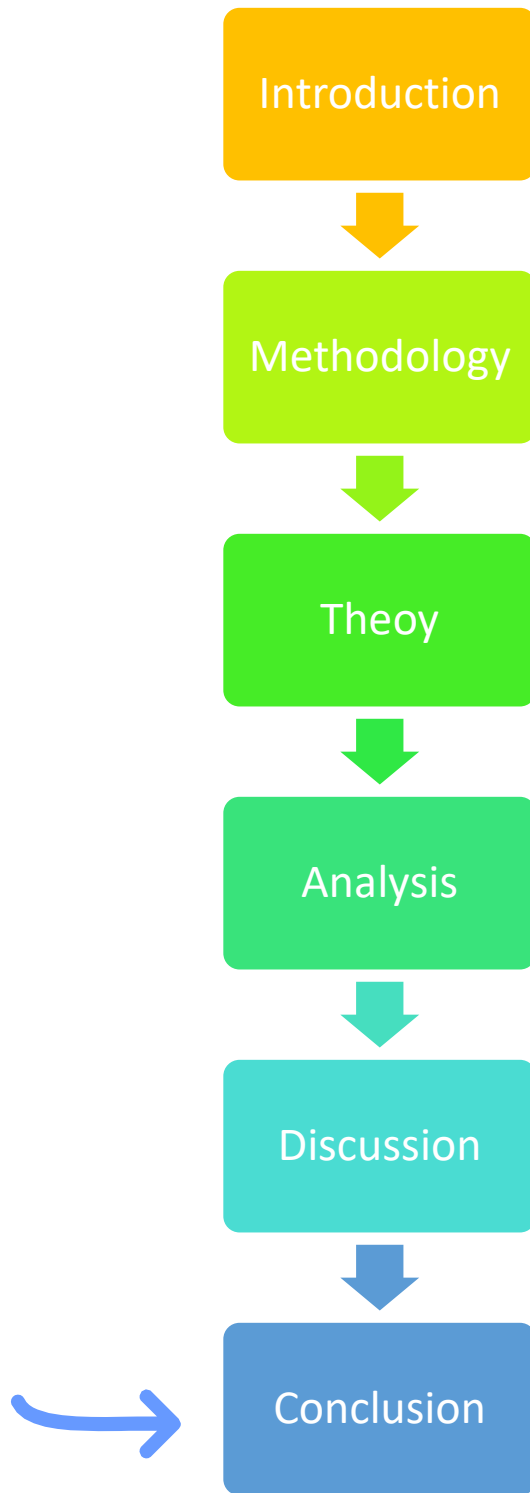 Introduction
Methodology
Theoy
Analysis
Discussion
Conclusion